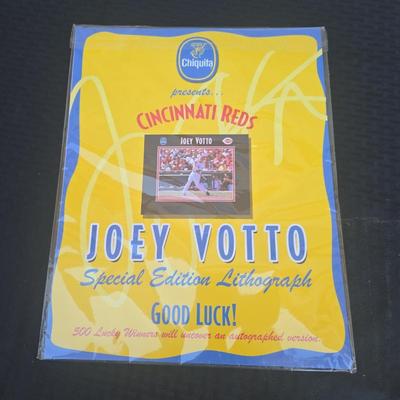 Chiquita
presents...
CINCINNATI REDS
JOEY VOTTO
JOEY VOTTO
Special Edition Lithograph
GOOD LUCK!
500 Lucky Winners will uncover an autographed version.